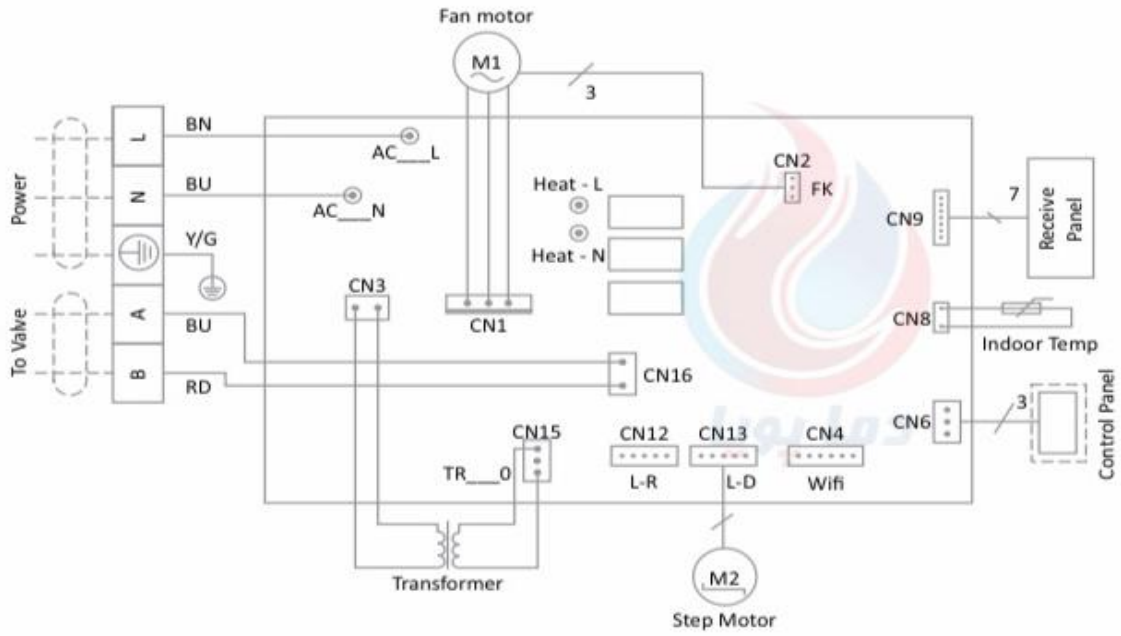 Fan motor
M1
3
Power
L
BN
AC___L
N
BU
AC___N
Y/G
To Valve
A
BU
B
RD
CN3
CN1
Heat - L
Heat - N
CN2
FK
CN9
7
Receive
Panel
CN8
Indoor Temp
CN16
CN6
3
Control Panel
CN15
TR___0
CN12
L-R
CN13
L-D
CN4
Wifi
Transformer
M2
Step Motor
دما پویا